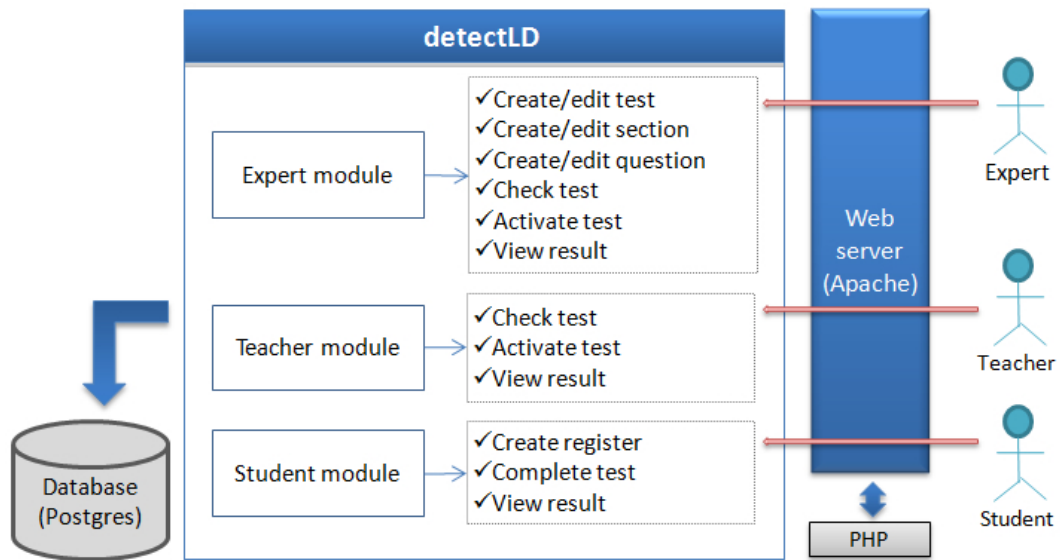 detectLD
Expert module
✓Create/edit test
✓Create/edit section
✓Create/edit question
✓Check test
✓Activate test
✓View result
Teacher module
✓Check test
✓Activate test
✓View result
Student module
✓Create register
✓Complete test
✓View result
Database
(Postgres)
Web
server
(Apache)
PHP
Expert
Teacher
Student